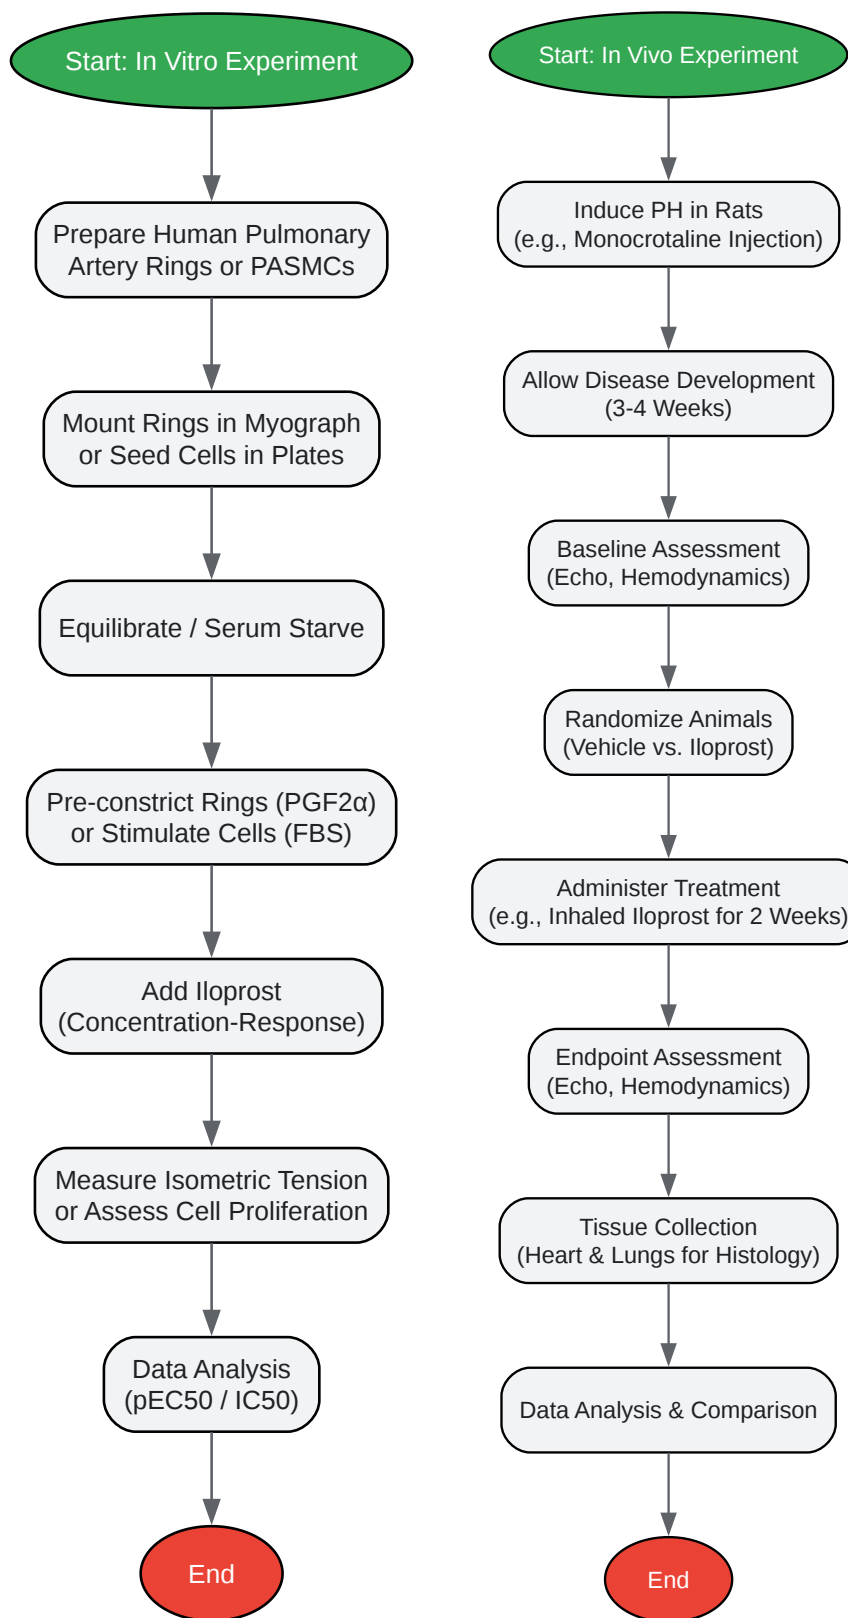 Start: In Vitro Experiment
Prepare Human Pulmonary
Artery Rings or PASMCs
Mount Rings in Myograph
or Seed Cells in Plates
Equilibrate / Serum Starve
Pre-constrict Rings (PGF2α)
or Stimulate Cells (FBS)
Add Iloprost
(Concentration-Response)
Measure Isometric Tension
or Assess Cell Proliferation
Data Analysis
(pEC50 / IC50)
End
Start: In Vivo Experiment
Induce PH in Rats
(e.g., Monocrotaline Injection)
Allow Disease Development
(3-4 Weeks)
Baseline Assessment
(Echo, Hemodynamics)
Randomize Animals
(Vehicle vs. Iloprost)
Administer Treatment
(e.g., Inhaled Iloprost for 2 Weeks)
Endpoint Assessment
(Echo, Hemodynamics)
Tissue Collection
(Heart & Lungs for Histology)
Data Analysis & Comparison
End